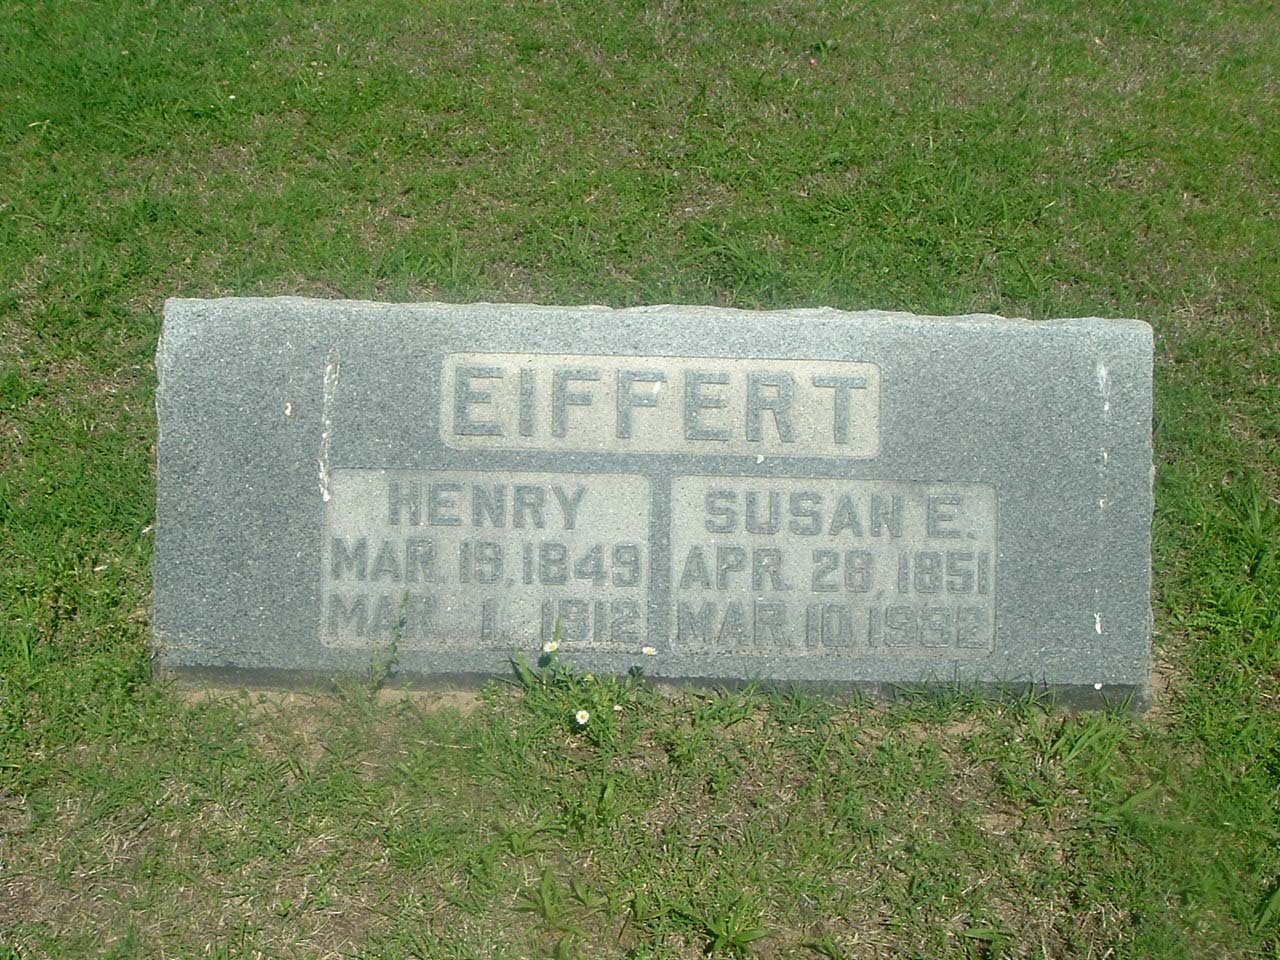 EIFFERT
HENRY
MAR. 19, 1849
MAR. 1, 1912
SUSAN E.
APR. 28, 1851
MAR. 10, 1932